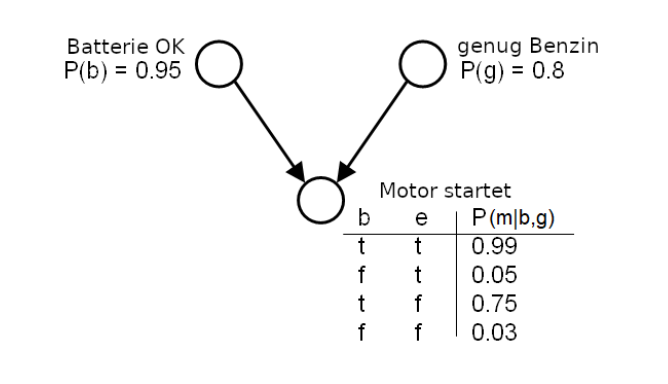 Batterie OK
P(b) = 0.95
genug Benzin
P(g) = 0.8
Motor startet
b e P(m|b,g)
t t 0.99
f t 0.05
t f 0.75
f f 0.03